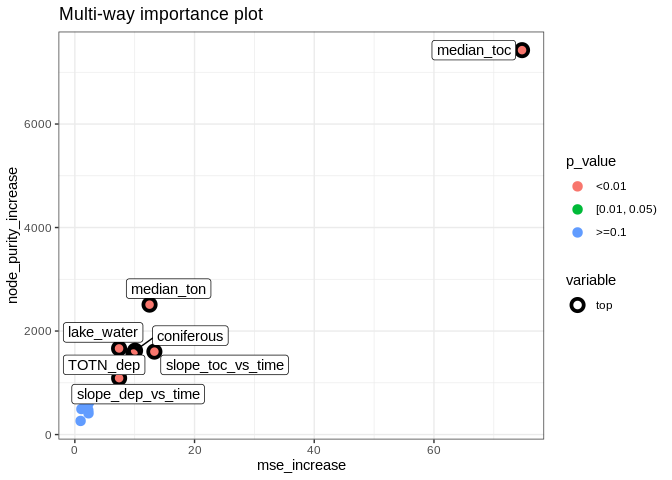 Multi-way importance plot
median_toc
6000
4000
median_ton
lake_water
coniferous
2000
TOTN_dep
slope_toc_vs_time
slope_dep_vs_time
0
0
20
40
60
mse_increase
node_purity_increase
p_value
<0.01
[0.01, 0.05)
>=0.1
variable
top